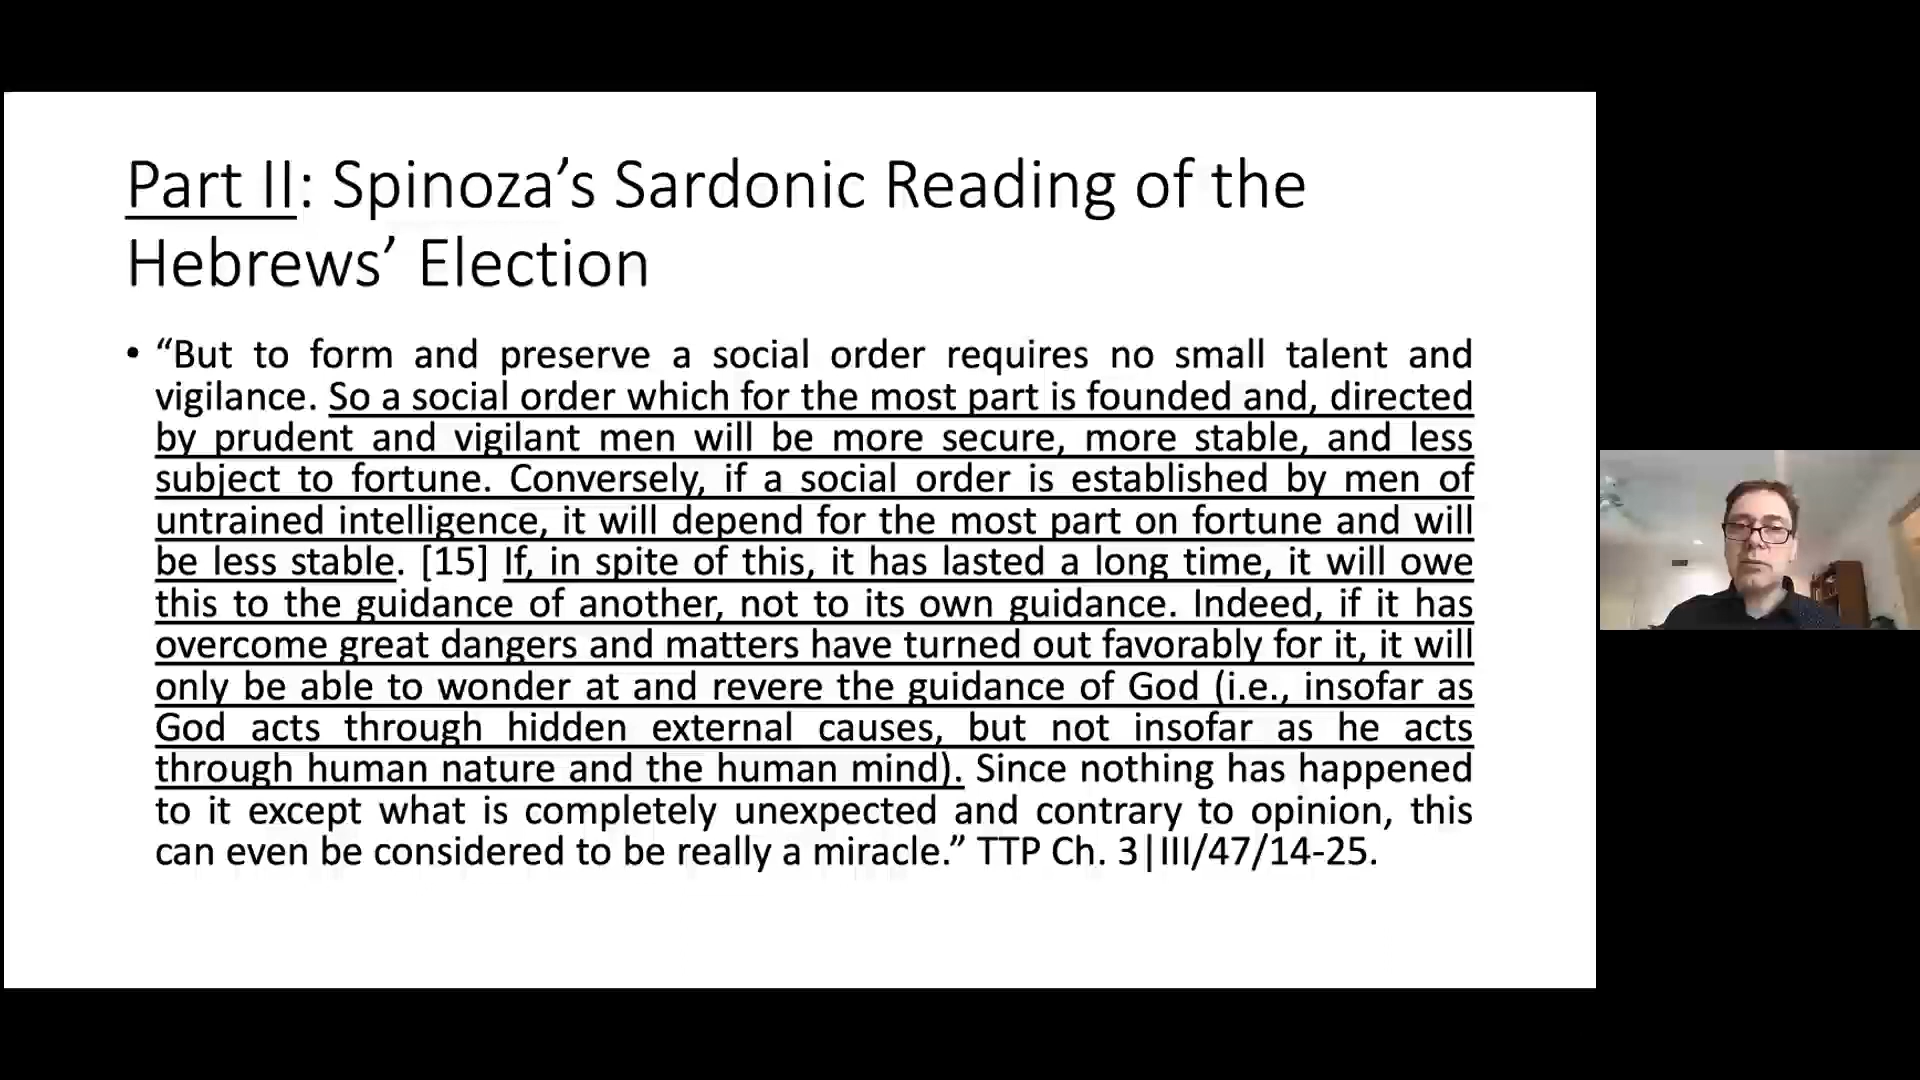 Part II: Spinoza’s Sardonic Reading of the
Hebrews’ Election
• “But to form and preserve a social order requires no small talent and
vigilance. So a social order which for the most part is founded and, directed
by prudent and vigilant men will be more secure, more stable, and less
subject to fortune. Conversely, if a social order is established by men of
untrained intelligence, it will depend for the most part on fortune and will
be less stable. [15] If, in spite of this, it has lasted a long time, it will owe
this to the guidance of another, not to its own guidance. Indeed, if it has
overcome great dangers and matters have turned out favorably for it, it will
only be able to wonder at and revere the guidance of God (i.e., insofar as
God acts through hidden external causes, but not insofar as he acts
through human nature and the human mind). Since nothing has happened
to it except what is completely unexpected and contrary to opinion, this
can even be considered to be really a miracle.” TTP Ch. 3|III/47/14-25.